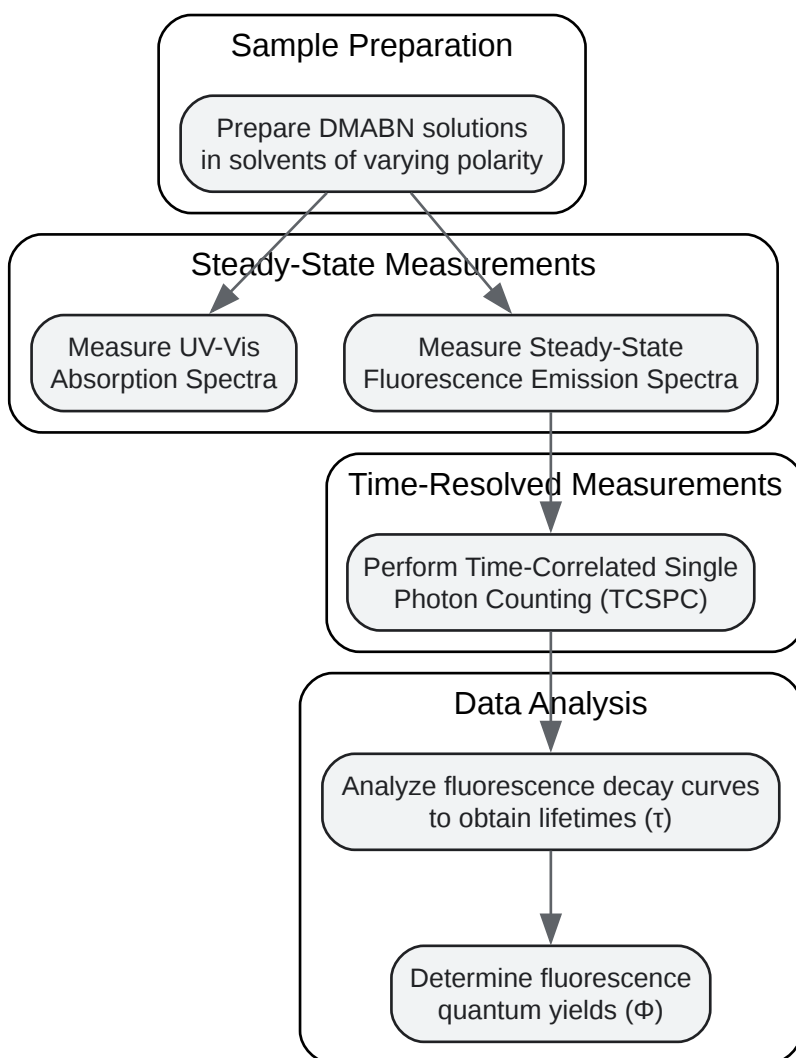 Sample Preparation
Prepare DMABN solutions
in solvents of varying polarity
Steady-State Measurements
Measure UV-Vis
Absorption Spectra
Measure Steady-State
Fluorescence Emission Spectra
Time-Resolved Measurements
Perform Time-Correlated Single
Photon Counting (TCSPC)
Data Analysis
Analyze fluorescence decay curves
to obtain lifetimes (τ)
Determine fluorescence
quantum yields (Φ)